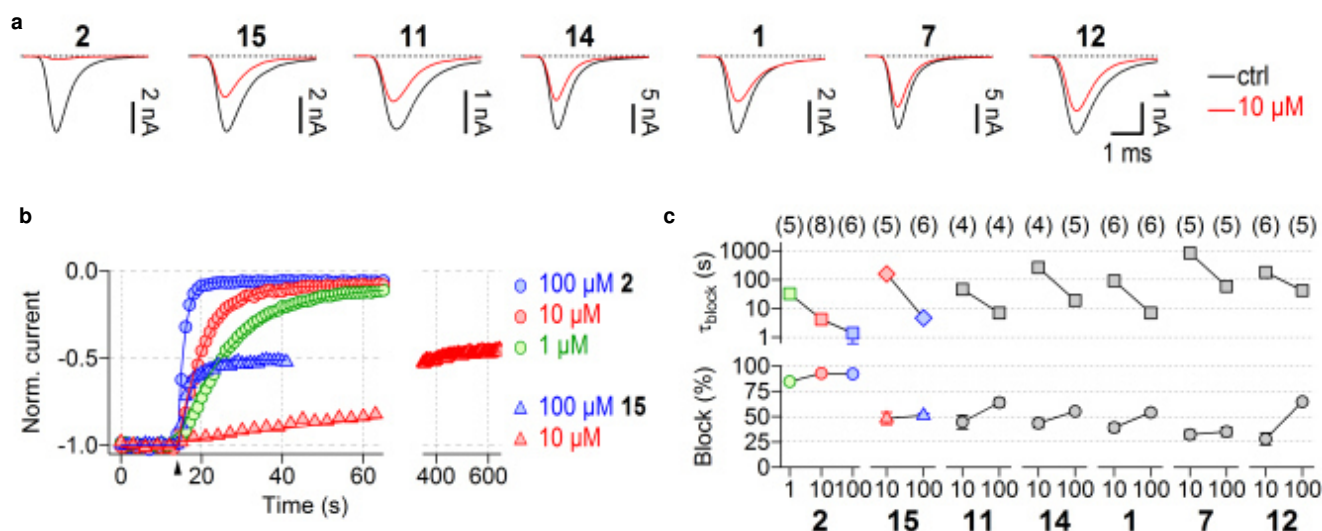 a
2 15 11 14 1 7 12
2 nA 2 nA 1 nA 5 nA 2 nA 5 nA 1 nA
1 ms
ctrl
10 µM
b
0.0
-0.5
-1.0
Norm. current
0 20 40 60 400 600
Time (s)
100 µM 2
10 µM
1 µM
100 µM 15
10 µM
c
(5) (8) (6) (5) (6) (4) (4) (4) (5) (6) (6) (5) (5) (6) (5)
1000
100
10
1
τblock (s)
100
75
50
25
0
Block (%)
1 10 100 10 100 10 100 10 100 10 100 10 100 10 100
2 15 11 14 1 7 12